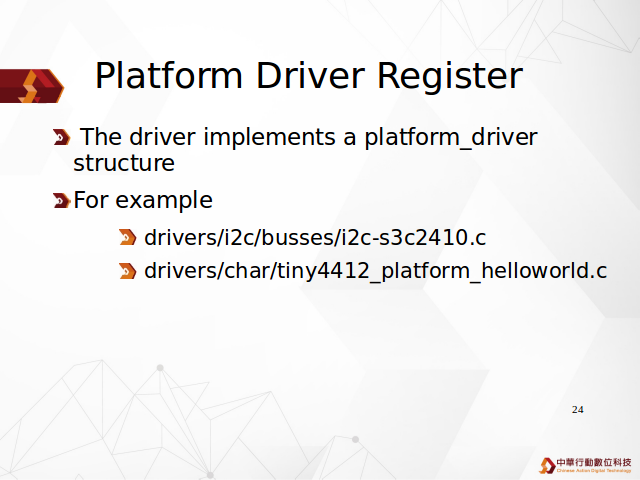 Platform Driver Register
The driver implements a platform_driver
structure
For example
drivers/i2c/busses/i2c-s3c2410.c
drivers/char/tiny4412_platform_helloworld.c
24
中華行動數位科技
Chinese Action Digital Technology